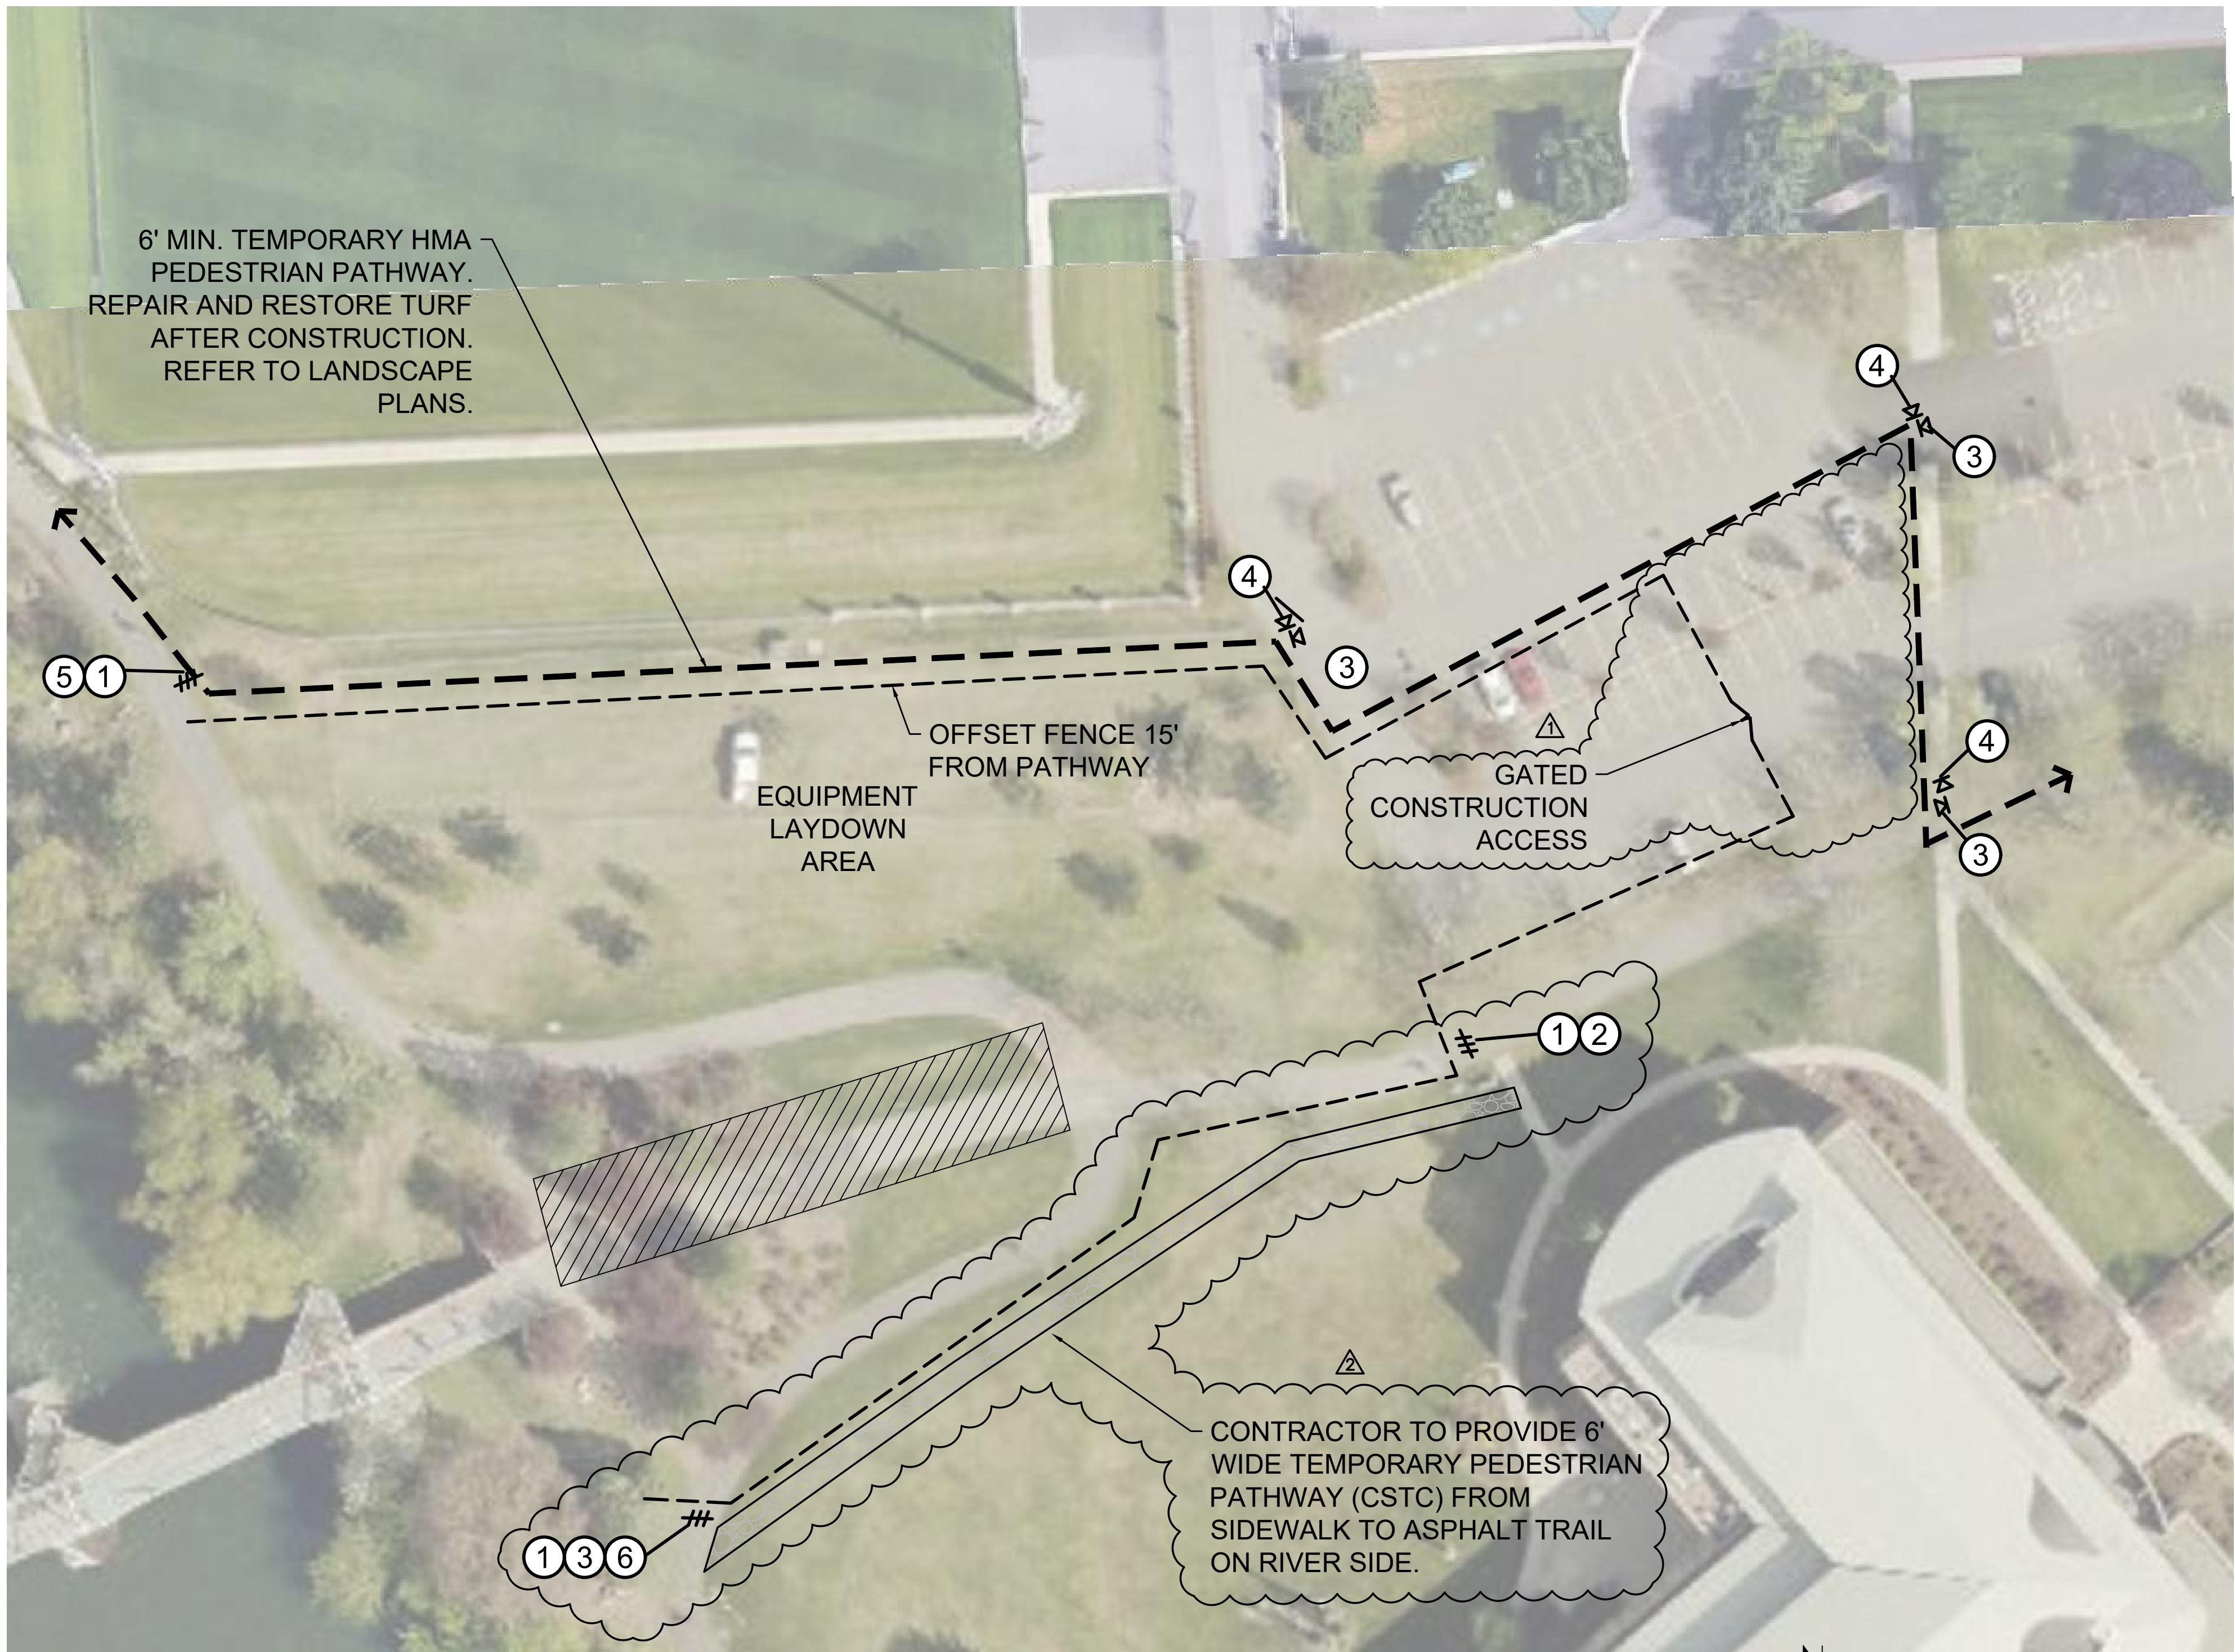 6' MIN. TEMPORARY HMA
PEDESTRIAN PATHWAY.
REPAIR AND RESTORE TURF
AFTER CONSTRUCTION.
REFER TO LANDSCAPE
PLANS.
4
3
4
3
5 1
OFFSET FENCE 15'
FROM PATHWAY
1
GATED
CONSTRUCTION
ACCESS
4
3
EQUIPMENT
LAYDOWN
AREA
1 2
2
CONTRACTOR TO PROVIDE 6'
WIDE TEMPORARY PEDESTRIAN
PATHWAY (CSTC) FROM
SIDEWALK TO ASPHALT TRAIL
ON RIVER SIDE.
1 3 6